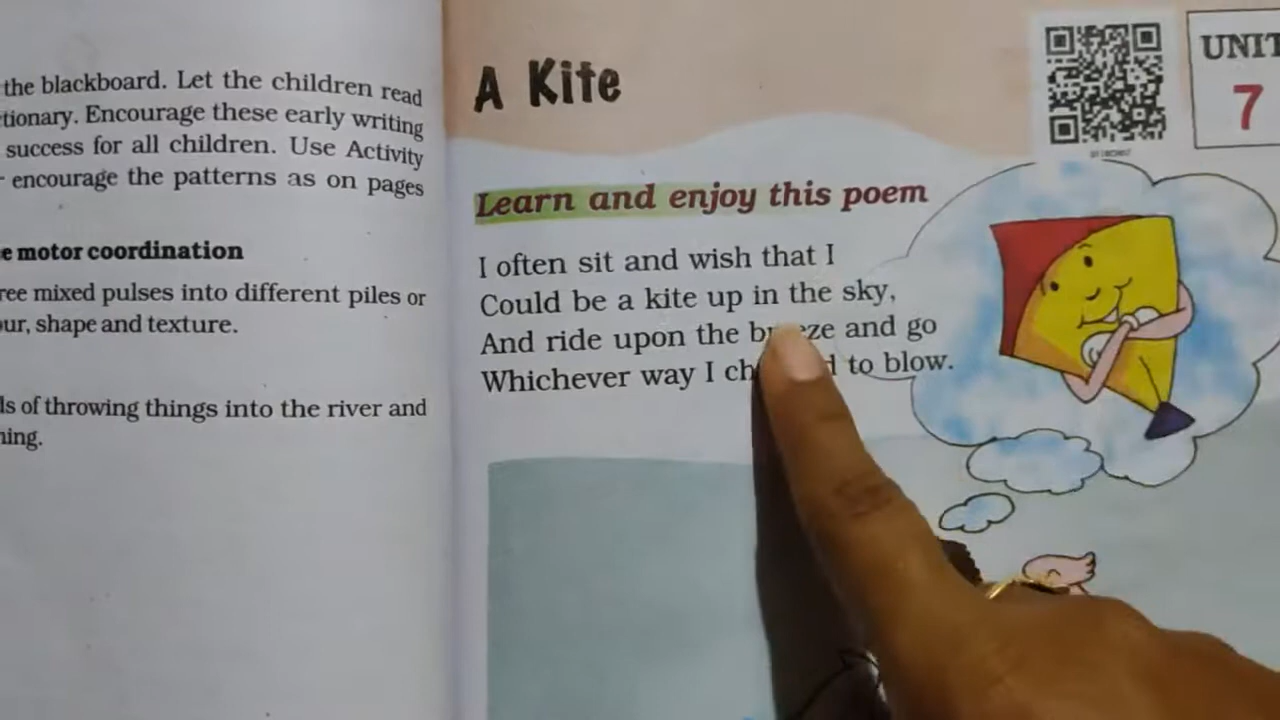 the blackboard. Let the children read
tionary. Encourage these early writing
success for all children. Use Activity
encourage the patterns as on pages
e motor coordination
ree mixed pulses into different piles or
our, shape and texture.
ls of throwing things into the river and
ning.
A Kite
UNIT
7
Learn and enjoy this poem
I often sit and wish that I
Could be a kite up in the sky,
And ride upon the breeze and go
Whichever way I to blow.